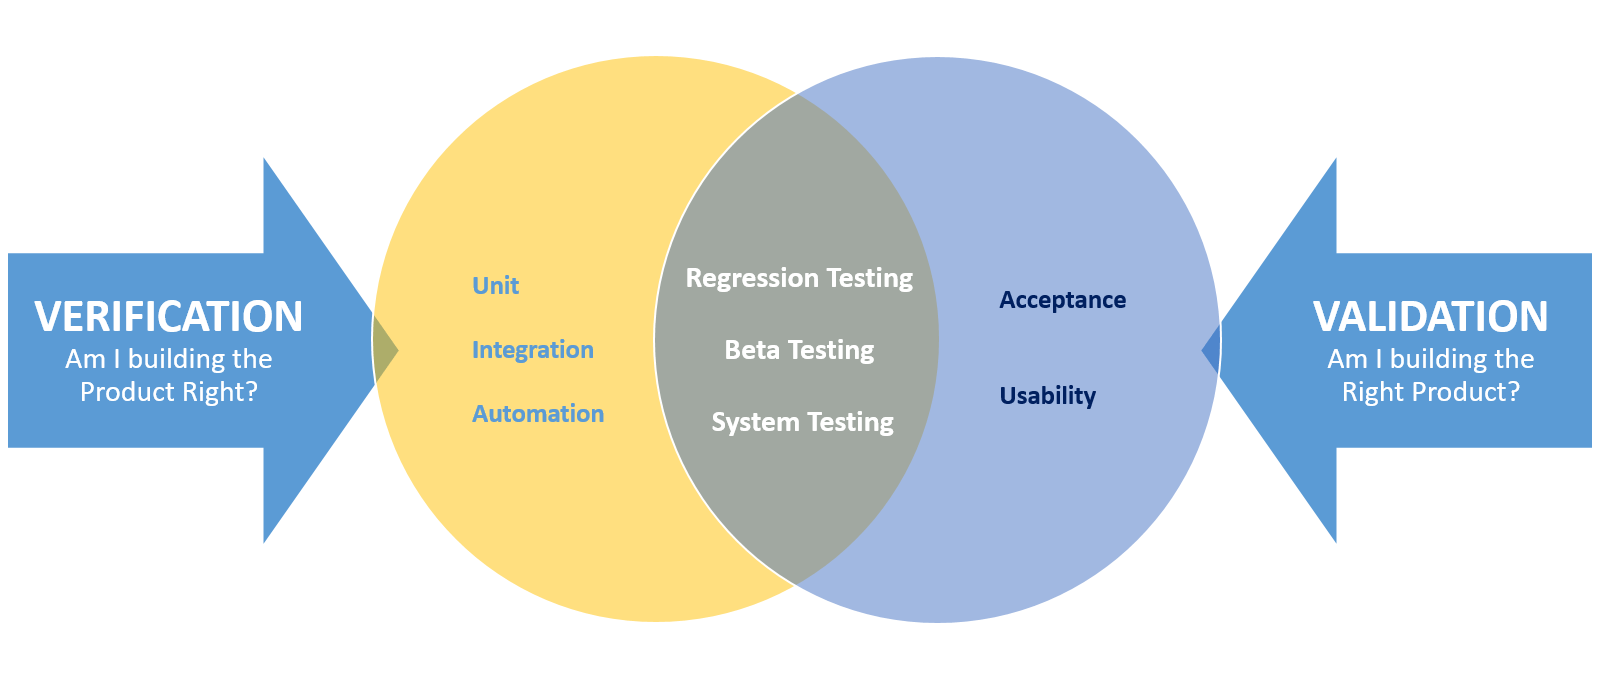 VERIFICATION
Am I building the
Product Right?
Unit
Integration
Automation
Regression Testing
Beta Testing
System Testing
Acceptance
Usability
VALIDATION
Am I building the
Right Product?